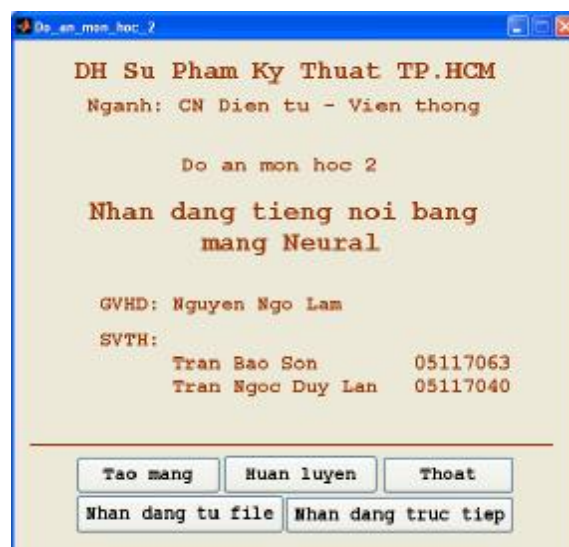 Do_an_mon_hoc_2
DH Su Pham Ky Thuat TP.HCM
Nganh: CN Dien tu - Vien thong
Do an mon hoc 2
Nhan dang tieng noi bang
mang Neural
GVHD: Nguyen Ngo Lam
SVTH:
Tran Bao Son 05117063
Tran Ngoc Duy Lan 05117040
Tao mang Huan luyen Thoat
Nhan dang tu file Nhan dang truc tiep